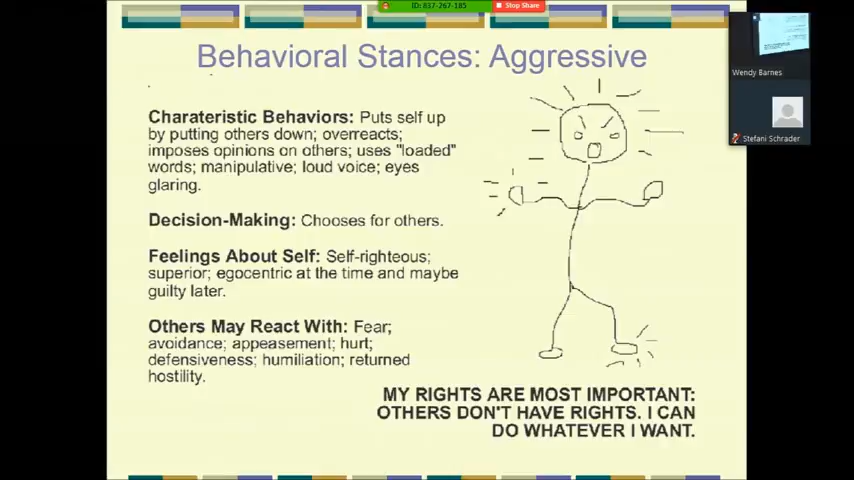 ID: 837-267-185
Stop Share
Behavioral Stances: Aggressive
Charateristic Behaviors: Puts self up
by putting others down; overreacts;
imposes opinions on others; uses "loaded"
words; manipulative; loud voice; eyes
glaring.
Decision-Making: Chooses for others.
Feelings About Self: Self-righteous;
superior; egocentric at the time and maybe
guilty later.
Others May React With: Fear;
avoidance; appeasement; hurt;
defensiveness; humiliation; returned
hostility.
MY RIGHTS ARE MOST IMPORTANT:
OTHERS DON'T HAVE RIGHTS. I CAN
DO WHATEVER I WANT.
Wendy Barnes
Stefani Schrader